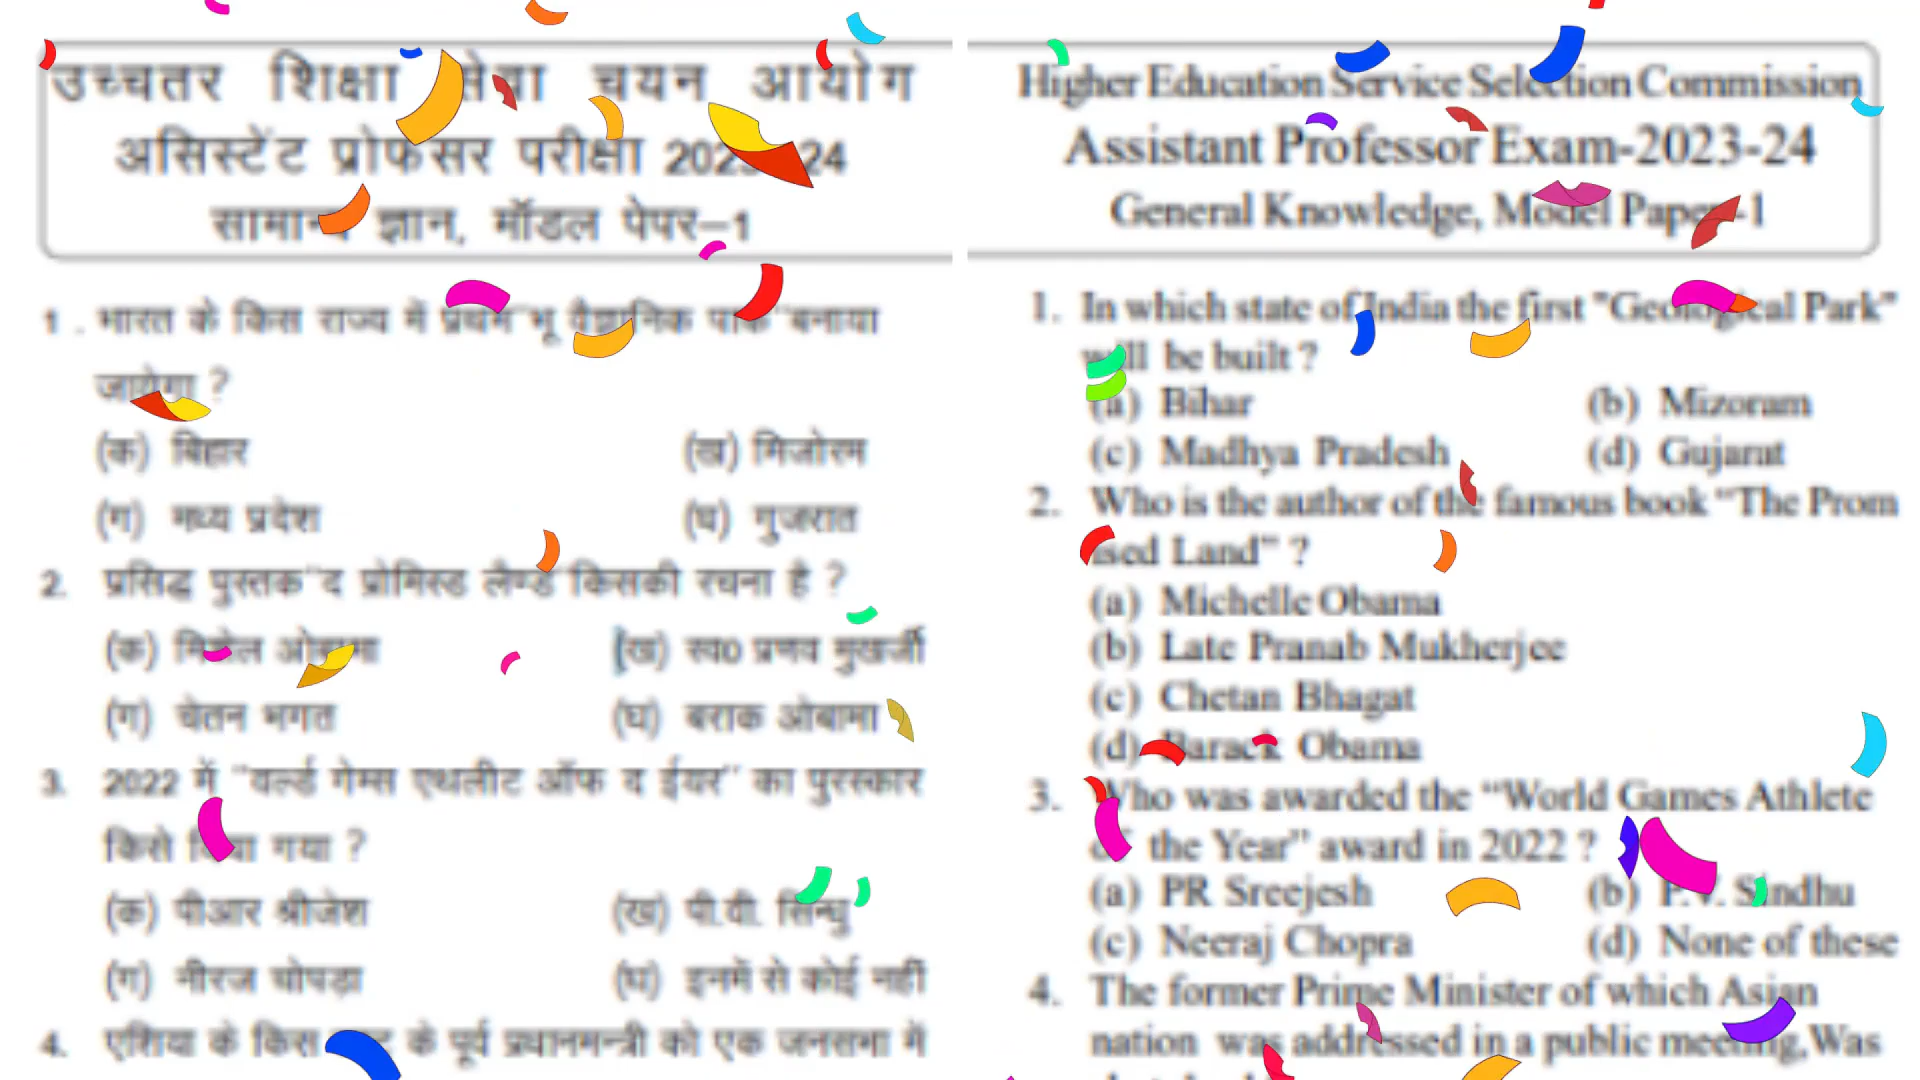 उच्चतर शिक्षा सेवा चयन आयोग
असिस्टेंट प्रोफेसर परीक्षा 2023-24
सामान्य ज्ञान, मॉडल पेपर–1
1 . भारत के किस राज्य में प्रथम "भू वैज्ञानिक पार्क" बनाया
जायेगा ?
(क) बिहार (ख) मिजोरम
(ग) मध्य प्रदेश (घ) गुजरात
2. प्रसिद्ध पुस्तक "द प्रोमिस्ड लैण्ड" किसकी रचना है ?
(क) मिशेल ओबामा (ख) स्व0 प्रणव मुखर्जी
(ग) चेतन भगत (घ) बराक ओबामा
3. 2022 में "वर्ल्ड गेम्स एथलीट ऑफ द ईयर" का पुरस्कार
किसे दिया गया ?
(क) पीआर श्रीजेश (ख) पी.वी. सिन्धु
(ग) नीरज चोपड़ा (घ) इनमें से कोई नहीं
4. एशिया के किस के पूर्व प्रधानमन्त्री को एक जनसभा में
Higher Education Service Selection Commission
Assistant Professor Exam-2023-24
General Knowledge, Model Paper-1
1. In which state of India the first "Geological Park"
will be built ?
(a) Bihar (b) Mizoram
(c) Madhya Pradesh (d) Gujarat
2. Who is the author of the famous book “The Prom
ised Land” ?
(a) Michelle Obama
(b) Late Pranab Mukherjee
(c) Chetan Bhagat
(d) Barack Obama
3. Who was awarded the “World Games Athlete
of the Year” award in 2022 ?
(a) PR Sreejesh (b) P.V. Sindhu
(c) Neeraj Chopra (d) None of these
4. The former Prime Minister of which Asian
nation was addressed in a public meeting,Was